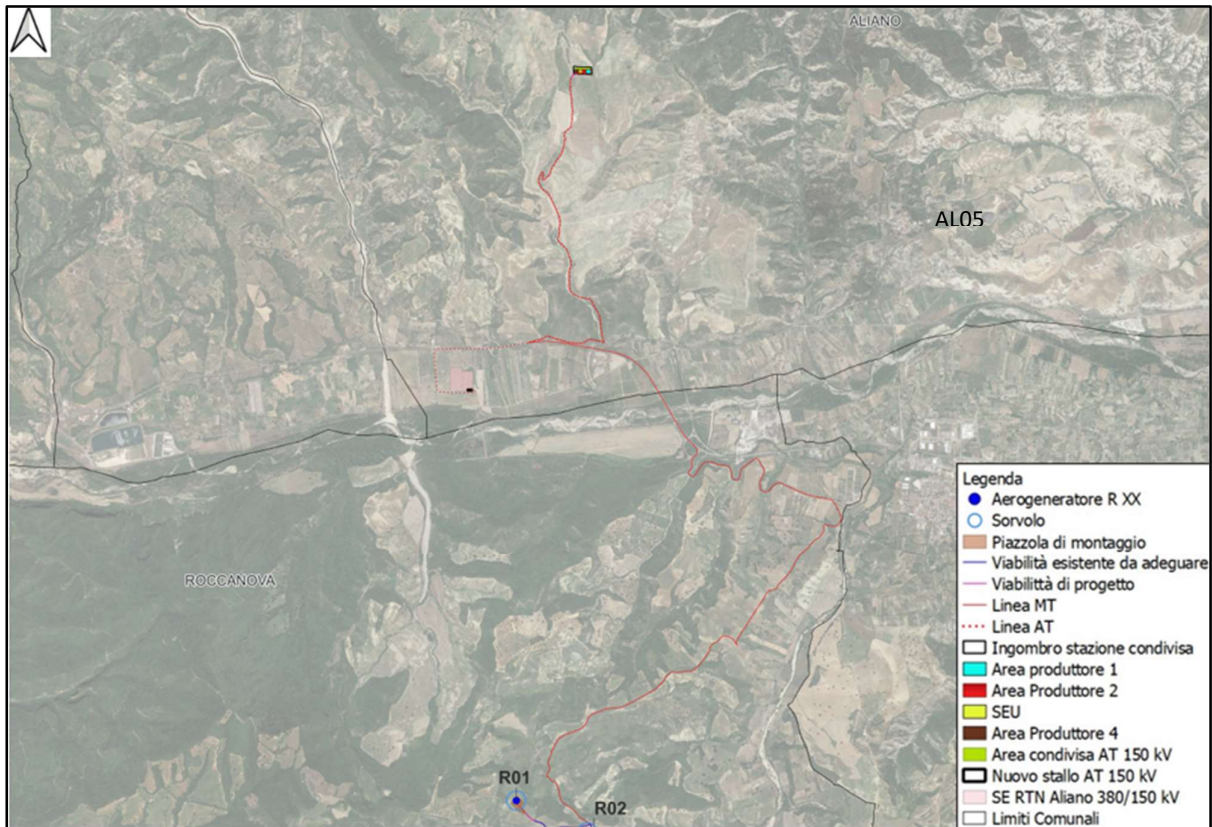 ALIANO
AL05
ROCCANOVA
R01
R02
Legenda
Aerogeneratore R XX
Sorvolo
Piazzola di montaggio
Viabilità esistente da adeguare
Viabilittà di progetto
Linea MT
Linea AT
Ingombro stazione condivisa
Area produttore 1
Area Produttore 2
SEU
Area Produttore 4
Area condivisa AT 150 kV
Nuovo stallo AT 150 kV
SE RTN Aliano 380/150 kV
Limiti Comunali